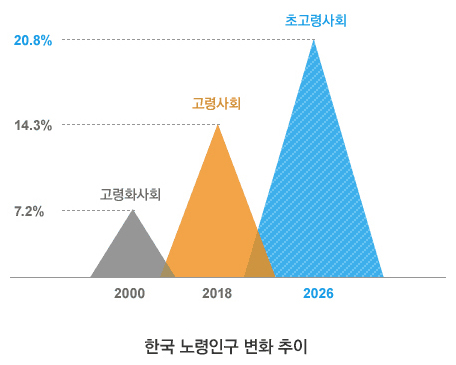 초고령사회
20.8%
고령사회
14.3%
고령화사회
7.2%
2000 2018 2026
한국 노령인구 변화 추이